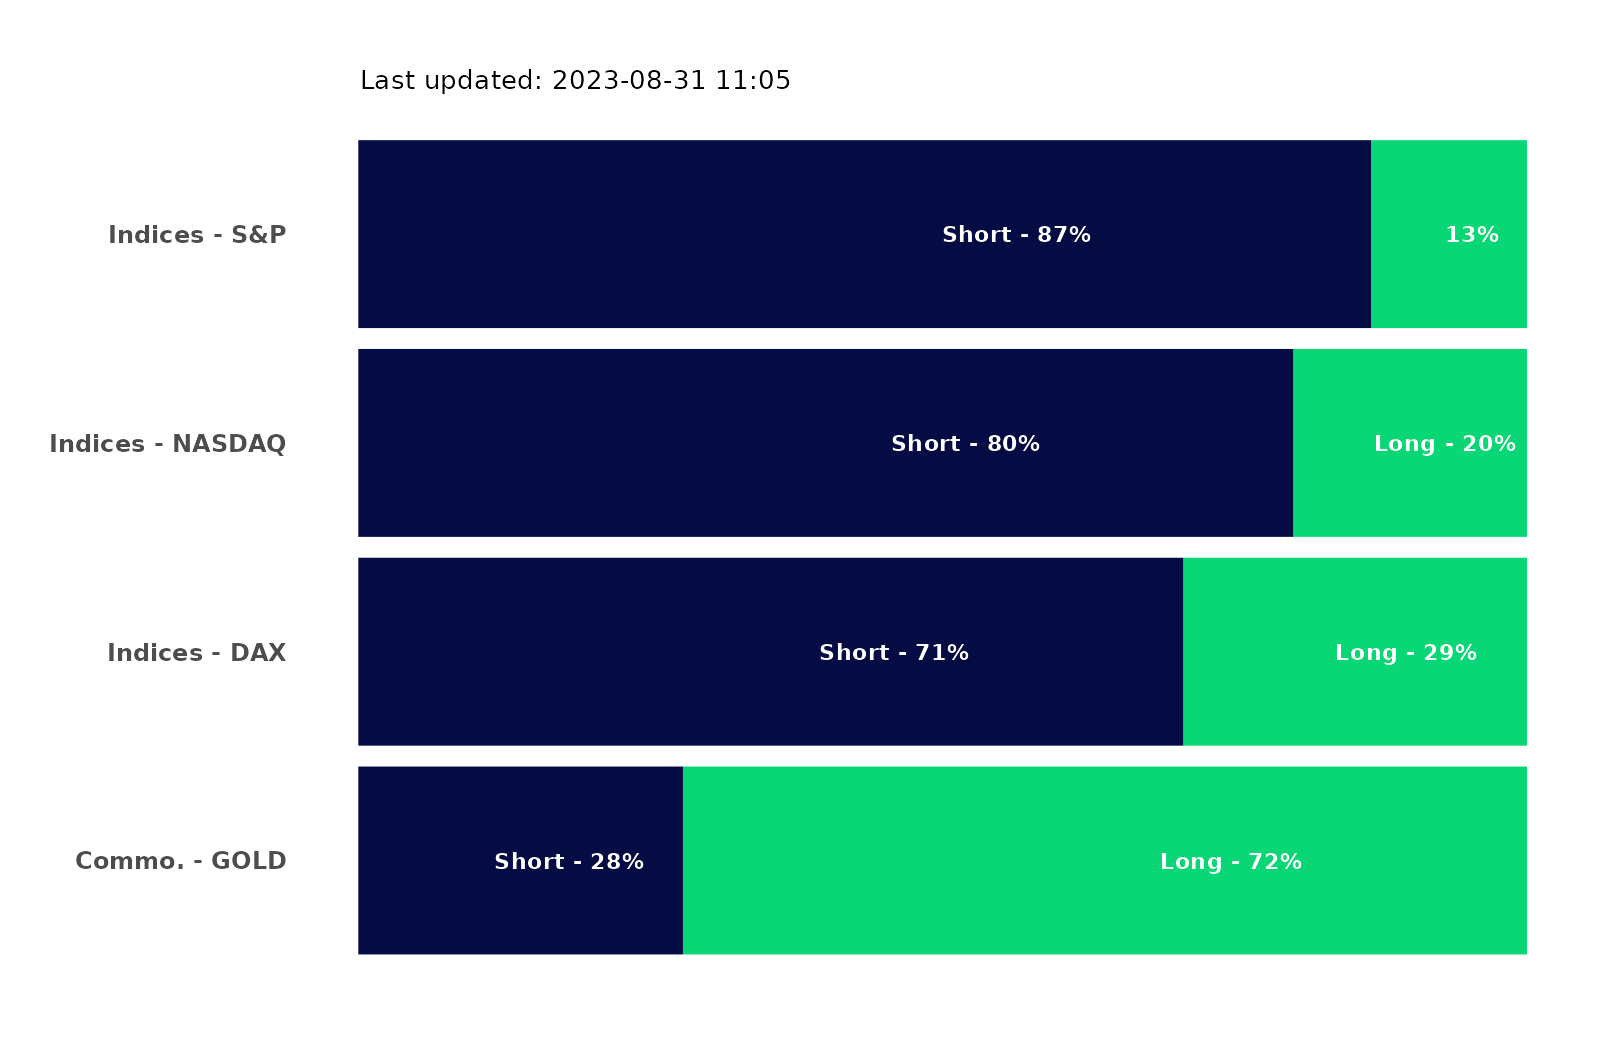 Last updated: 2023-08-31 11:05
Indices - S&P
Short - 87%
13%
Indices - NASDAQ
Short - 80%
Long - 20%
Indices - DAX
Short - 71%
Long - 29%
Commo. - GOLD
Short - 28%
Long - 72%